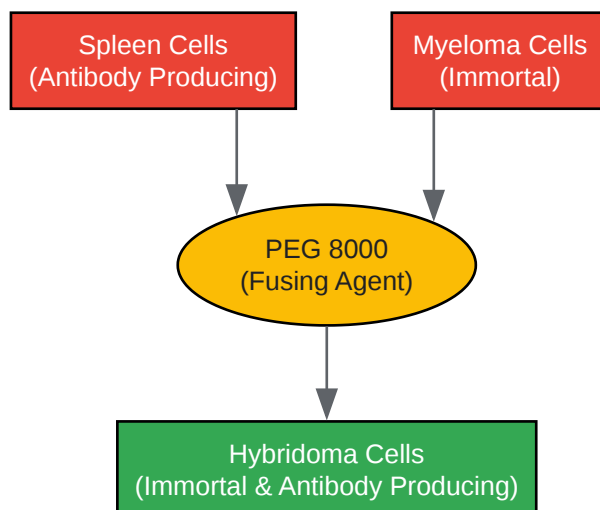 Spleen Cells
(Antibody Producing)
Myeloma Cells
(Immortal)
PEG 8000
(Fusing Agent)
Hybridoma Cells
(Immortal & Antibody Producing)